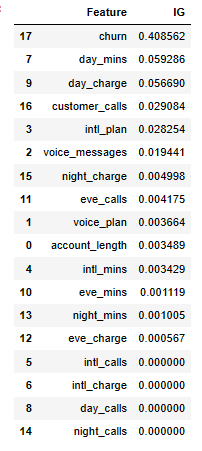 Feature IG
17 churn 0.408562
7 day_mins 0.059286
9 day_charge 0.056690
16 customer_calls 0.029084
3 intl_plan 0.028254
2 voice_messages 0.019441
15 night_charge 0.004998
11 eve_calls 0.004175
1 voice_plan 0.003664
0 account_length 0.003489
4 intl_mins 0.003429
10 eve_mins 0.001119
13 night_mins 0.001005
12 eve_charge 0.000567
5 intl_calls 0.000000
6 intl_charge 0.000000
8 day_calls 0.000000
14 night_calls 0.000000